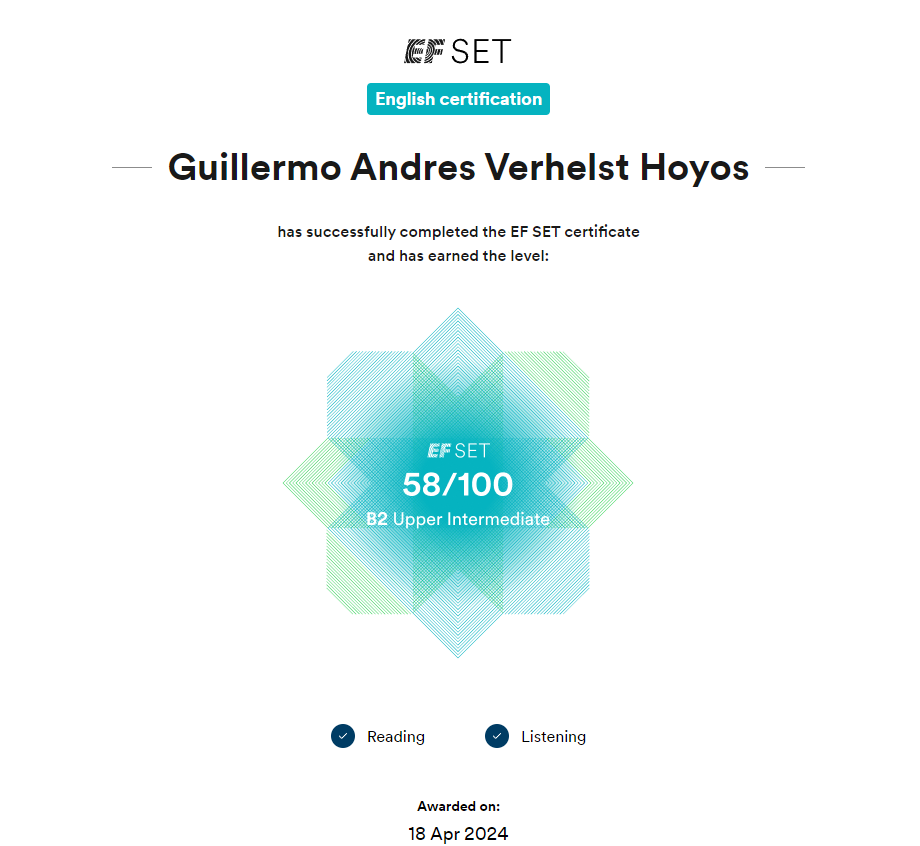 EF SET
English certification
Guillermo Andres Verhelst Hoyos
has successfully completed the EF SET certificate
and has earned the level:
EF SET
58/100
B2 Upper Intermediate
Reading Listening
Awarded on:
18 Apr 2024